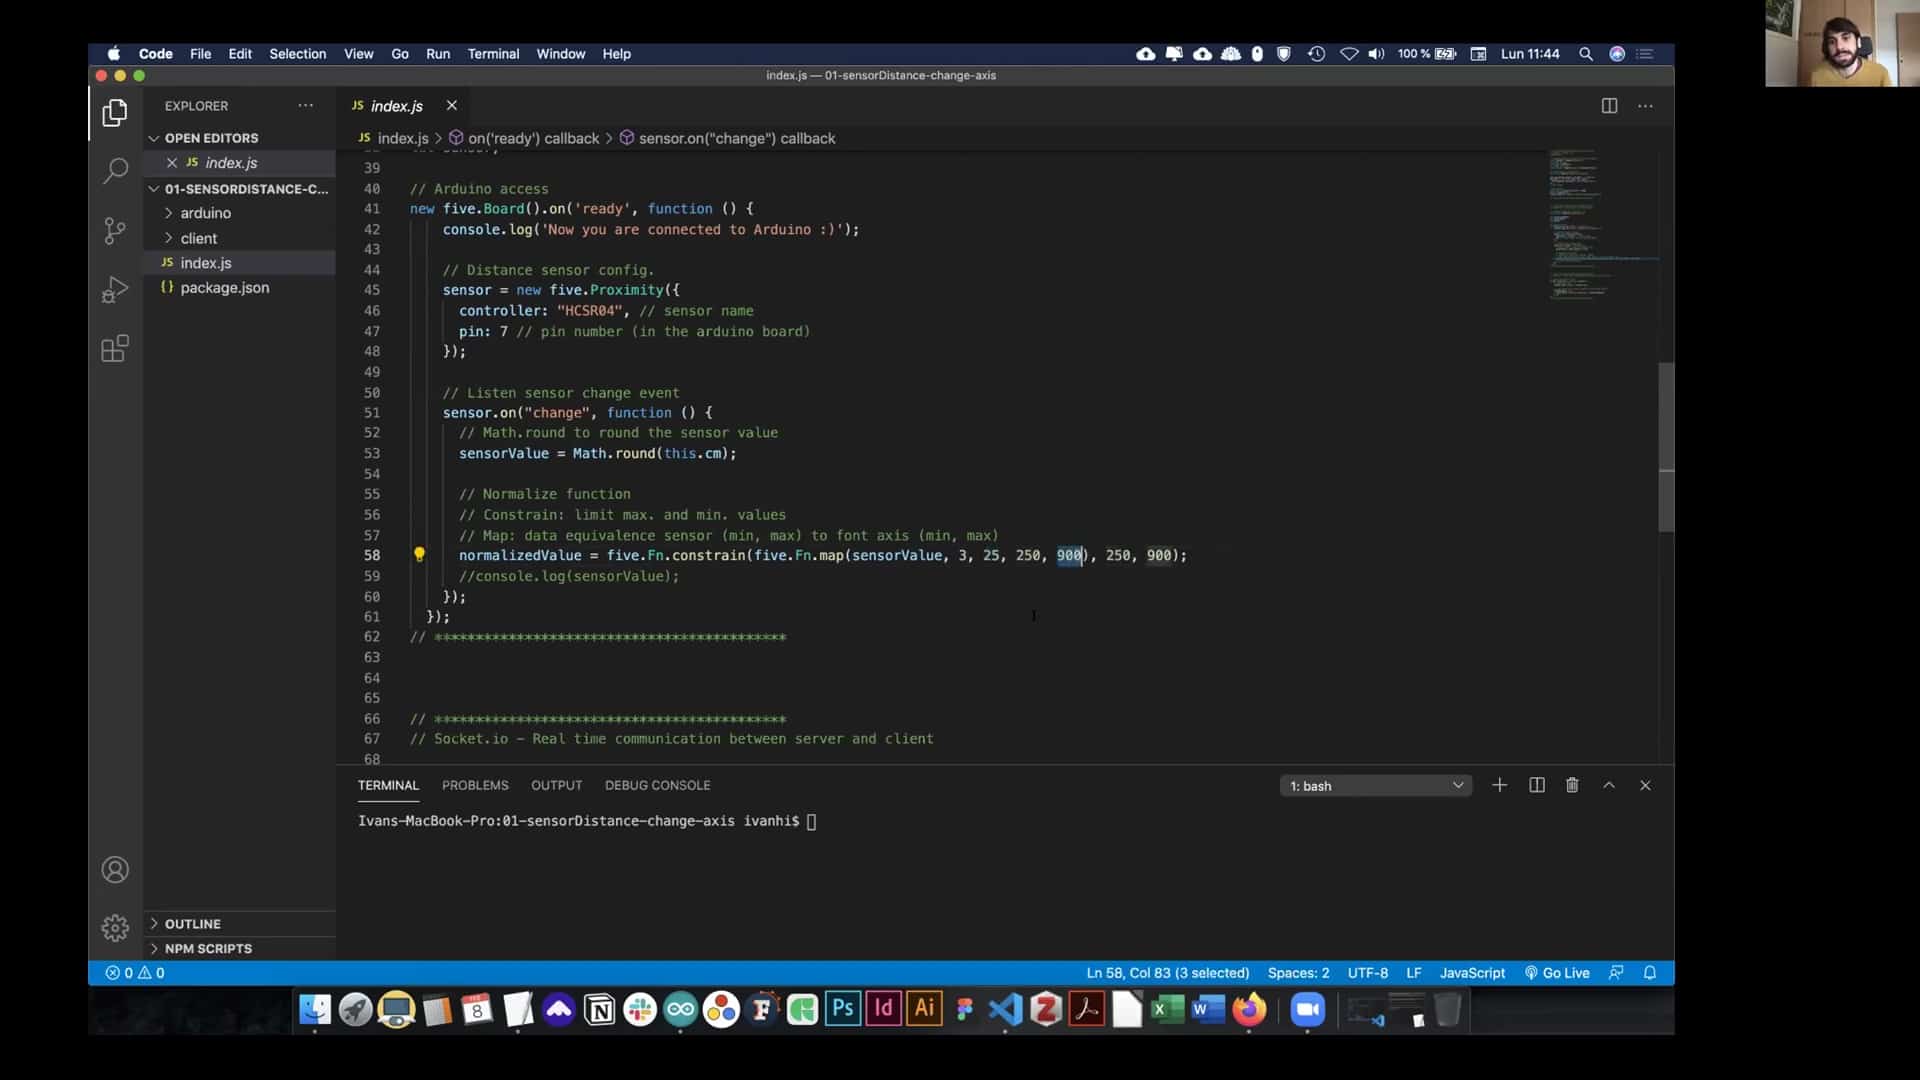 Code File Edit Selection View Go Run Terminal Window Help 100 % Lun 11:44
index.js — 01-sensorDistance-change-axis
EXPLORER ···
JS index.js
index.js > on('ready') callback > sensor.on("change") callback
OPEN EDITORS
JS index.js
01-SENSORDISTANCE-C...
arduino
client
JS index.js
{} package.json
39
40 // Arduino access
41 new five.Board().on('ready', function () {
42 console.log('Now you are connected to Arduino :)');
43
44 // Distance sensor config.
45 sensor = new five.Proximity({
46 controller: "HCSR04", // sensor name
47 pin: 7 // pin number (in the arduino board)
48 });
49
50 // Listen sensor change event
51 sensor.on("change", function () {
52 // Math.round to round the sensor value
53 sensorValue = Math.round(this.cm);
54
55 // Normalize function
56 // Constrain: limit max. and min. values
57 // Map: data equivalence sensor (min, max) to font axis (min, max)
58 normalizedValue = five.Fn.constrain(five.Fn.map(sensorValue, 3, 25, 250, 900), 250, 900);
59 //console.log(sensorValue);
60 });
61 });
62 // *******************************************
63
64
65
66 // *******************************************
67 // Socket.io - Real time communication between server and client
68
TERMINAL PROBLEMS OUTPUT DEBUG CONSOLE 1: bash
Ivans-MacBook-Pro:01-sensorDistance-change-axis ivanhi$
OUTLINE
NPM SCRIPTS
0 0 Ln 58, Col 83 (3 selected) Spaces: 2 UTF-8 LF JavaScript Go Live
8 Ps Id Ai